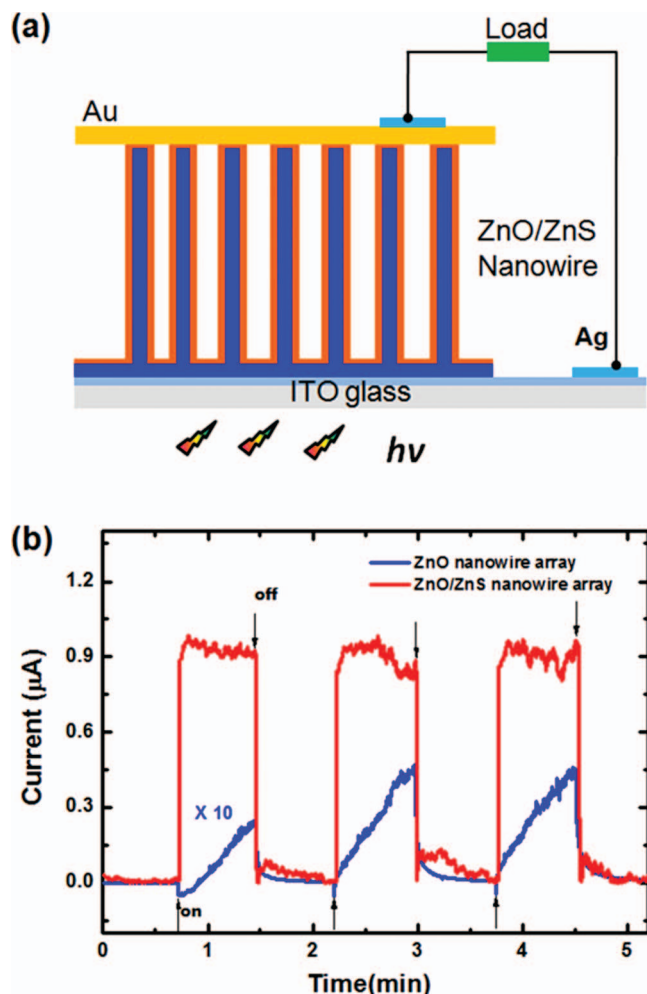 (a)
Load
Au
ZnO/ZnS
Nanowire
Ag
ITO glass
hν
(b)
ZnO nanowire array
ZnO/ZnS nanowire array
off
1.2
0.9
0.6
0.3
0.0
Current (μA)
X 10
on
0 1 2 3 4 5
Time(min)